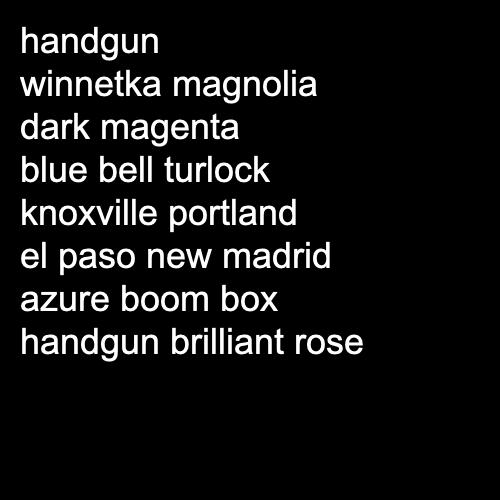 handgun
winnetka magnolia
dark magenta
blue bell turlock
knoxville portland
el paso new madrid
azure boom box
handgun brilliant rose